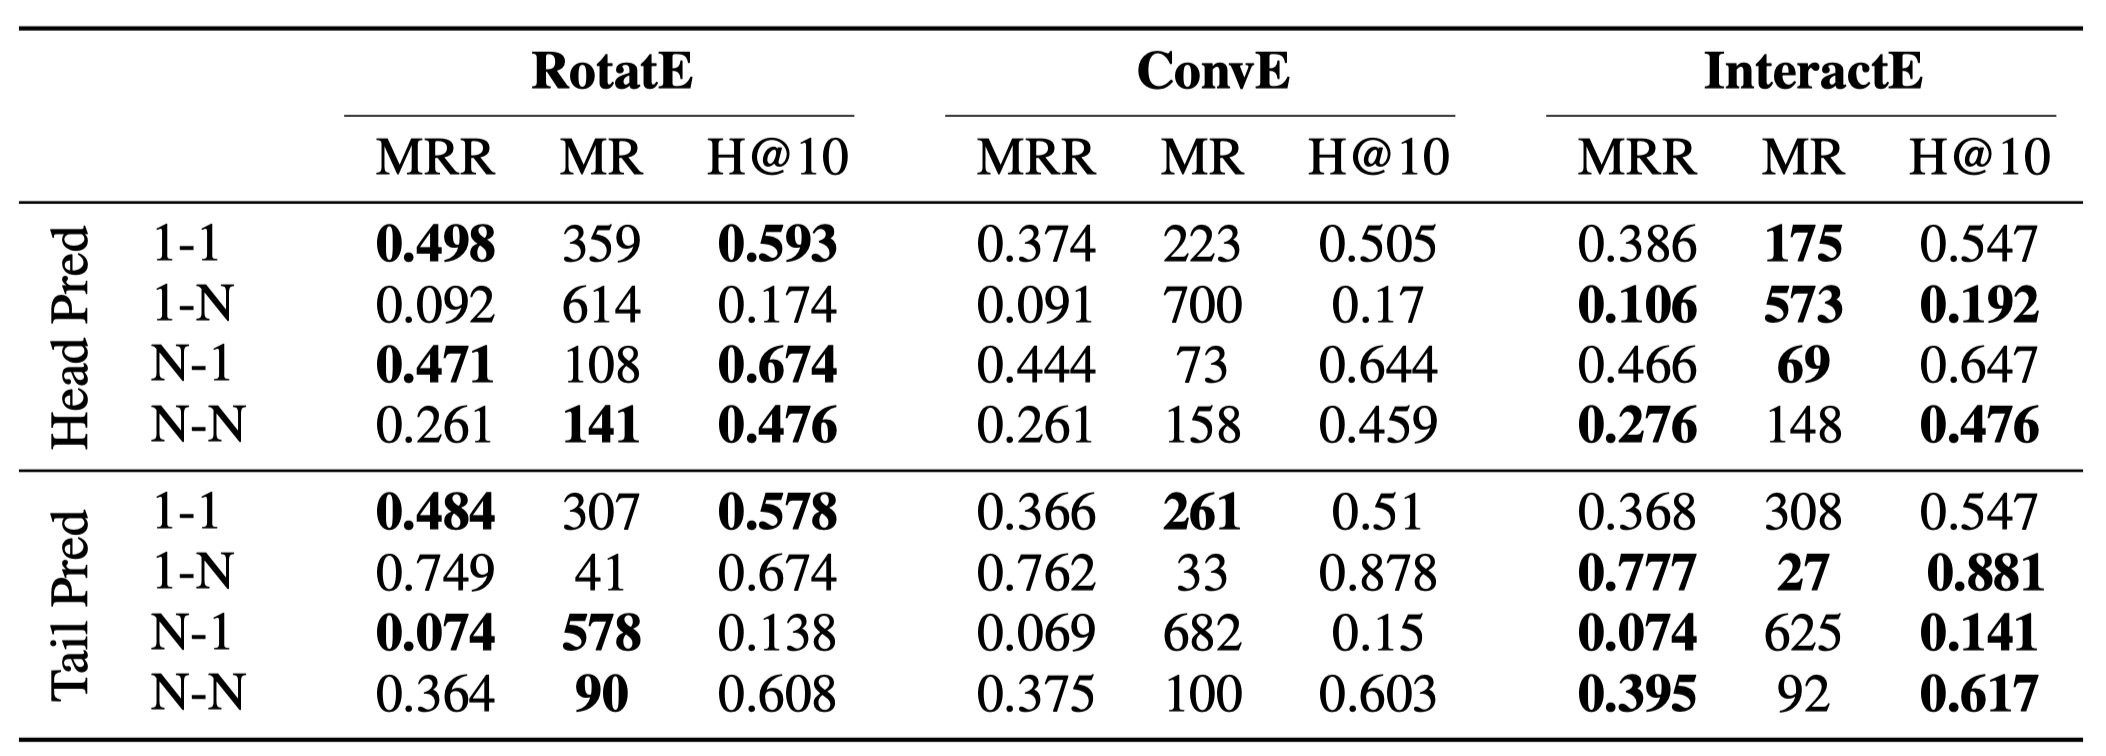 RotatE ConvE InteractE
MRR MR H@10 MRR MR H@10 MRR MR H@10
Head Pred
1-1 0.498 359 0.593 0.374 223 0.505 0.386 175 0.547
1-N 0.092 614 0.174 0.091 700 0.17 0.106 573 0.192
N-1 0.471 108 0.674 0.444 73 0.644 0.466 69 0.647
N-N 0.261 141 0.476 0.261 158 0.459 0.276 148 0.476
Tail Pred
1-1 0.484 307 0.578 0.366 261 0.51 0.368 308 0.547
1-N 0.749 41 0.674 0.762 33 0.878 0.777 27 0.881
N-1 0.074 578 0.138 0.069 682 0.15 0.074 625 0.141
N-N 0.364 90 0.608 0.375 100 0.603 0.395 92 0.617